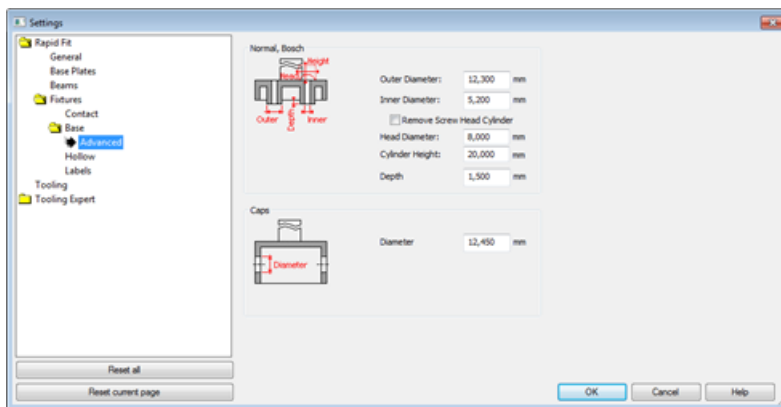 Settings
Rapid Fit
General
Base Plates
Beams
Fixtures
Contact
Base
Advanced
Hollow
Labels
Tooling
Tooling Expert
Reset all
Reset current page
Normal, Bosch
Height
Head
Outer
Depth
Inner
Outer Diameter: 12,300 mm
Inner Diameter: 5,200 mm
Remove Screw Head Cylinder
Head Diameter: 8,000 mm
Cylinder Height: 20,000 mm
Depth 1,500 mm
Caps
Diameter
Diameter 12,450 mm
OK Cancel Help